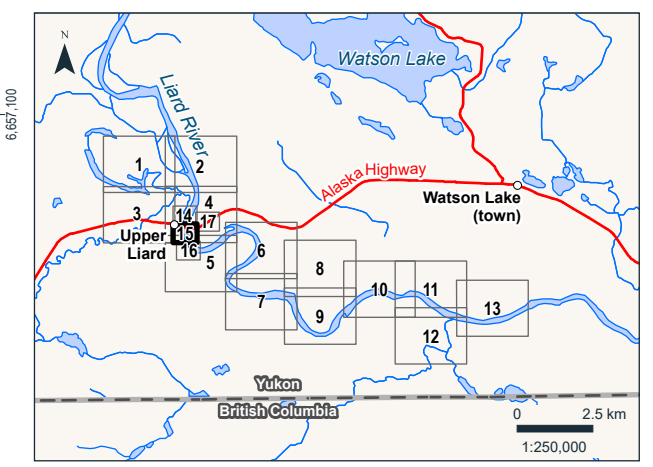 N
Watson Lake
6,657,100
Liard River
1
2
Alaska Highway
Watson Lake
(town)
3
4
14
17
Upper
Liard
15
16
5
6
8
7
9
10
11
12
13
Yukon
British Columbia
0 2.5 km
1:250,000